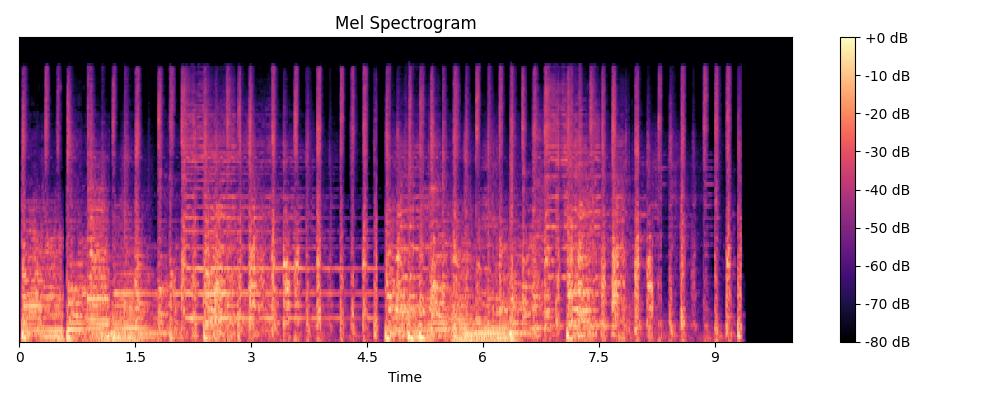 Mel Spectrogram
+0 dB
-10 dB
-20 dB
-30 dB
-40 dB
-50 dB
-60 dB
-70 dB
-80 dB
0 1.5 3 4.5 6 7.5 9
Time